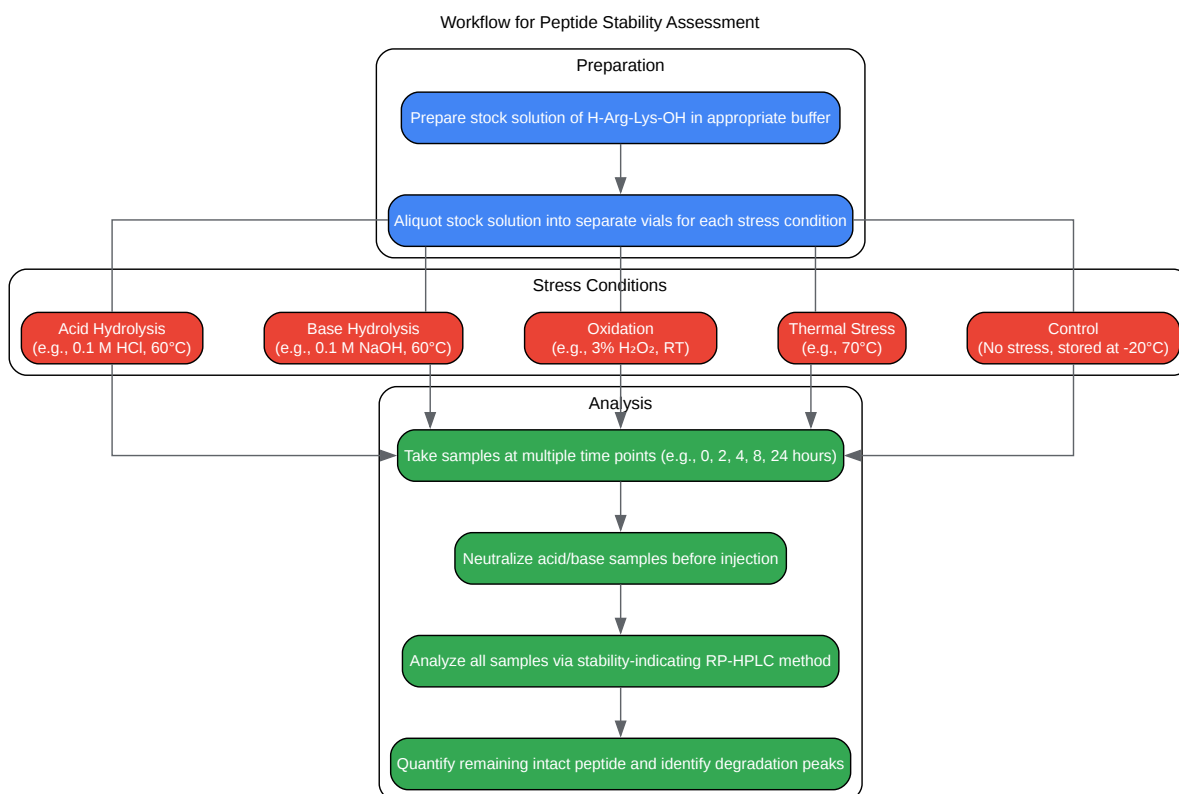 Workflow for Peptide Stability Assessment
Preparation
Prepare stock solution of H-Arg-Lys-OH in appropriate buffer
Aliquot stock solution into separate vials for each stress condition
Stress Conditions
Acid Hydrolysis
(e.g., 0.1 M HCl, 60°C)
Base Hydrolysis
(e.g., 0.1 M NaOH, 60°C)
Oxidation
(e.g., 3% H₂O₂, RT)
Thermal Stress
(e.g., 70°C)
Control
(No stress, stored at -20°C)
Analysis
Take samples at multiple time points (e.g., 0, 2, 4, 8, 24 hours)
Neutralize acid/base samples before injection
Analyze all samples via stability-indicating RP-HPLC method
Quantify remaining intact peptide and identify degradation peaks